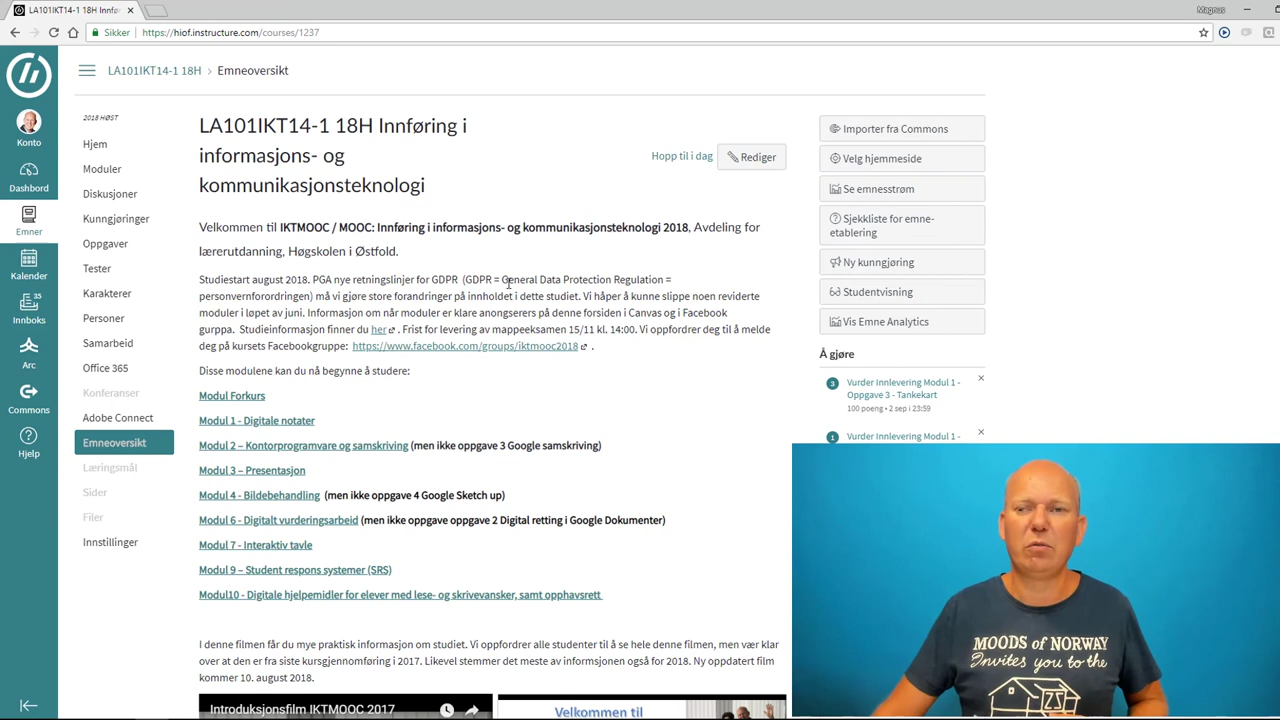 LA101IKT14-1 18H Innfø
Magnus
Sikker
https://hiof.instructure.com/courses/1237
LA101IKT14-1 18H
Emneoversikt
Konto
Dashbord
Emner
Kalender
35
Innboks
Arc
Commons
Hjelp
2018 HØST
Hjem
Moduler
Diskusjoner
Kunngjøringer
Oppgaver
Tester
Karakterer
Personer
Samarbeid
Office 365
Konferanser
Adobe Connect
Emneoversikt
Læringsmål
Sider
Filer
Innstillinger
LA101IKT14-1 18H Innføring i
informasjons- og
kommunikasjonsteknologi
Hopp til i dag
Rediger
Velkommen til IKTMOOC / MOOC: Innføring i informasjons- og kommunikasjonsteknologi 2018, Avdeling for
lærerutdanning, Høgskolen i Østfold.
Studiestart august 2018. PGA nye retningslinjer for GDPR (GDPR = General Data Protection Regulation =
personvernforordningen) må vi gjøre store forandringer på innholdet i dette studiet. Vi håper å kunne slippe noen reviderte
moduler i løpet av juni. Informasjon om når moduler er klare anongserers på denne forsiden i Canvas og i Facebook
gurppa. Studieinformasjon finner du her . Frist for levering av mappeeksamen 15/11 kl. 14:00. Vi oppfordrer deg til å melde
deg på kursets Facebookgruppe: https://www.facebook.com/groups/iktmooc2018 .
Disse modulene kan du nå begynne å studere:
Modul Forkurs
Modul 1 - Digitale notater
Modul 2 – Kontorprogramvare og samskriving (men ikke oppgave 3 Google samskriving)
Modul 3 – Presentasjon
Modul 4 - Bildebehandling (men ikke oppgave 4 Google Sketch up)
Modul 6 - Digitalt vurderingsarbeid (men ikke oppgave oppgave 2 Digital retting i Google Dokumenter)
Modul 7 - Interaktiv tavle
Modul 9 – Student respons systemer (SRS)
Modul10 - Digitale hjelpemidler for elever med lese- og skrivevansker, samt opphavsrett
I denne filmen får du mye praktisk informasjon om studiet. Vi oppfordrer alle studenter til å se hele denne filmen, men vær klar
over at den er fra siste kursgjennomføring i 2017. Likevel stemmer det meste av informsjonen også for 2018. Ny oppdatert film
kommer 10. august 2018.
Introduksjonsfilm IKTMOOC 2017
Velkommen til
Importer fra Commons
Velg hjemmeside
Se emnesstrøm
Sjekkliste for emne-
etablering
Ny kunngjøring
Studentvisning
Vis Emne Analytics
Å gjøre
3
Vurder Innlevering Modul 1 -
Oppgave 3 - Tankekart
100 poeng • 2 sep i 23:59
1
Vurder Innlevering Modul 1 -
MOODS of NORWAY
Invites you to the
ZS